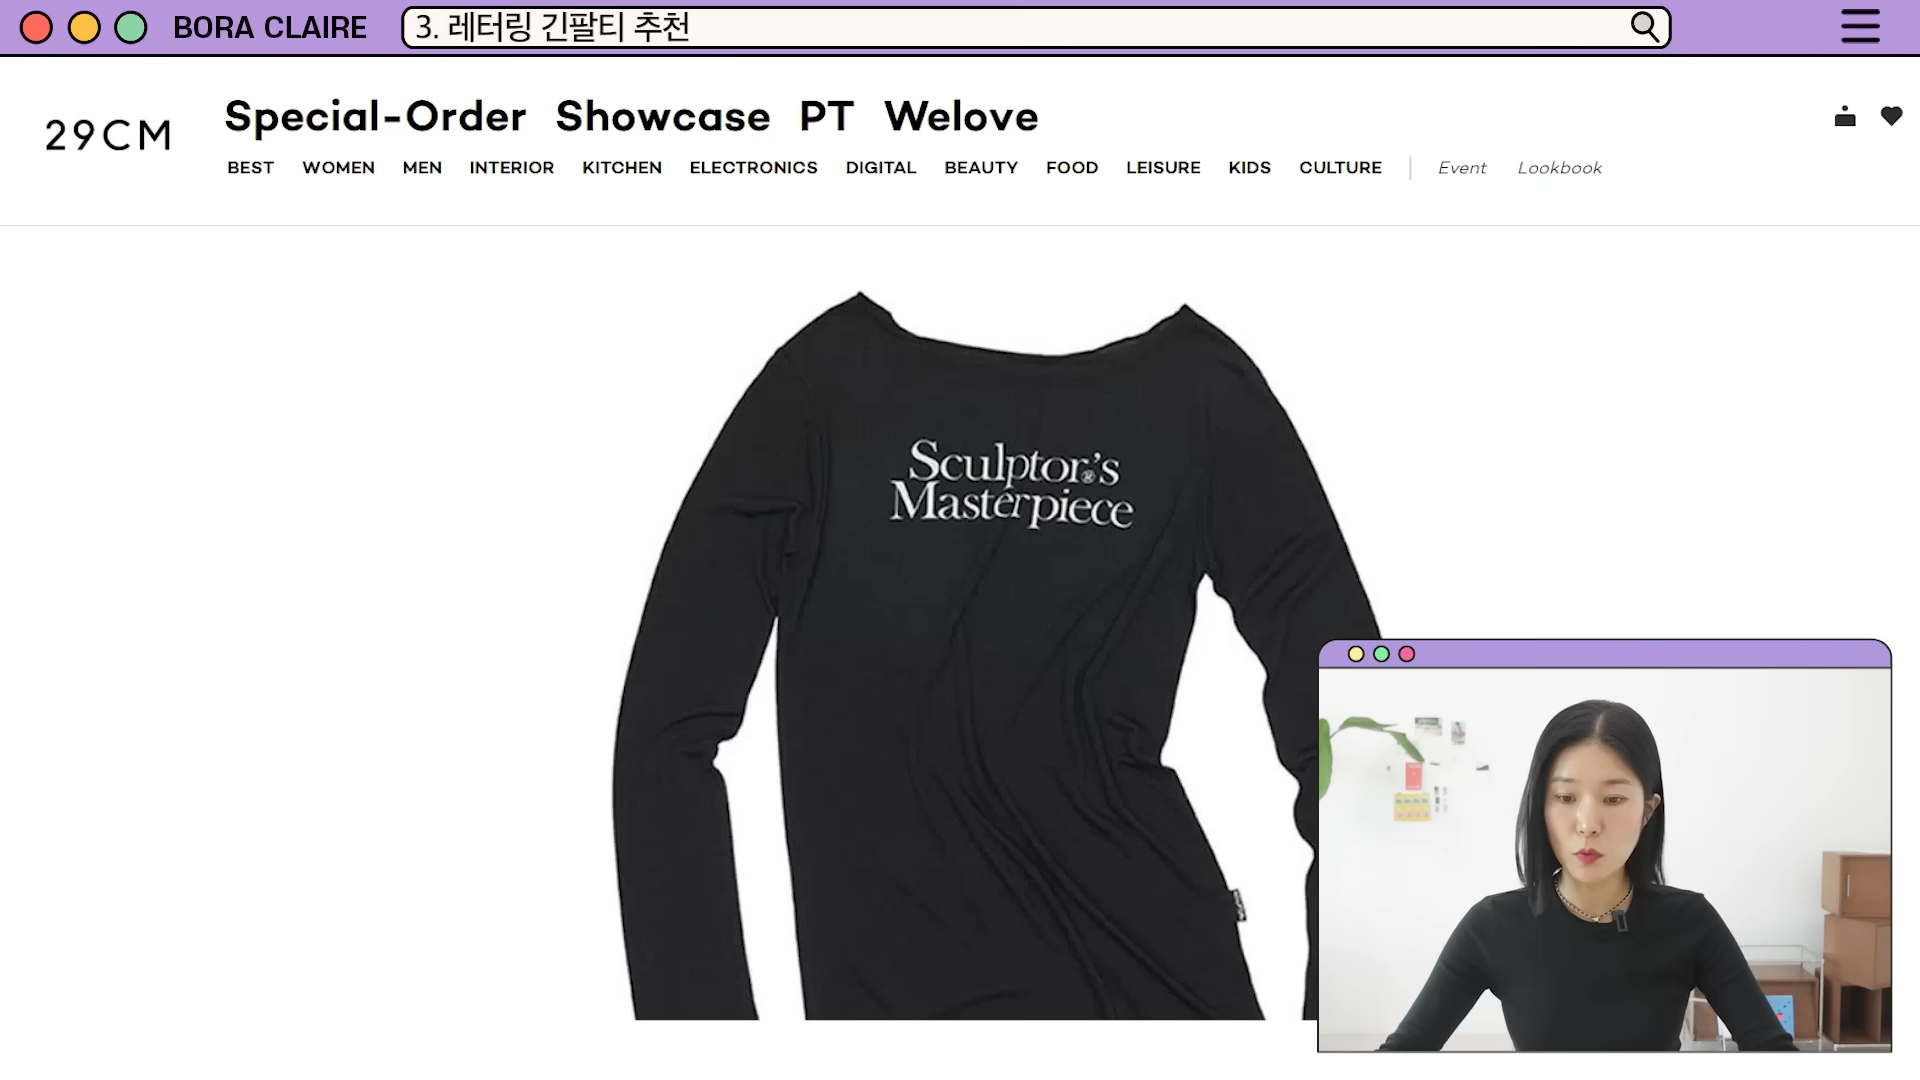 BORA CLAIRE
3. 레터링 긴팔티 추천
29CM
Special-Order Showcase PT Welove
BEST WOMEN MEN INTERIOR KITCHEN ELECTRONICS DIGITAL BEAUTY FOOD LEISURE KIDS CULTURE Event Lookbook
Sculptor®'s
Masterpiece